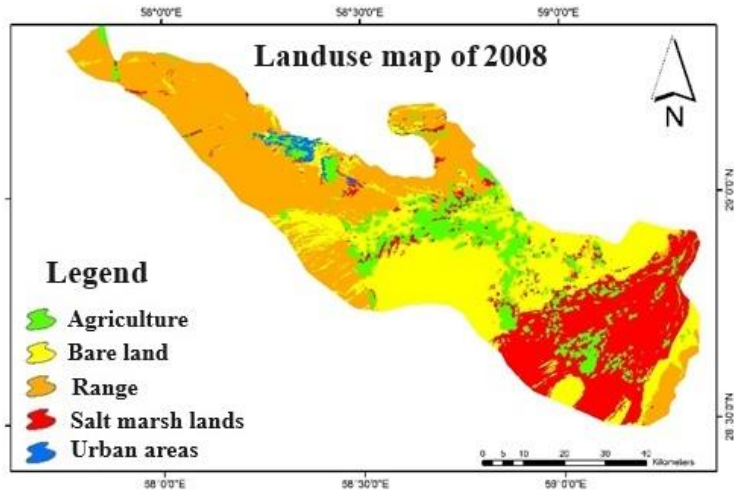 58°0'0"E 58°30'0"E 59°0'0"E
Landuse map of 2008
N
29°0'0"N
Legend
Agriculture
Bare land
Range
Salt marsh lands
Urban areas
28°30'0"N
0 5 10 20 30 40
Kilometers
58°0'0"E 58°30'0"E 59°0'0"E